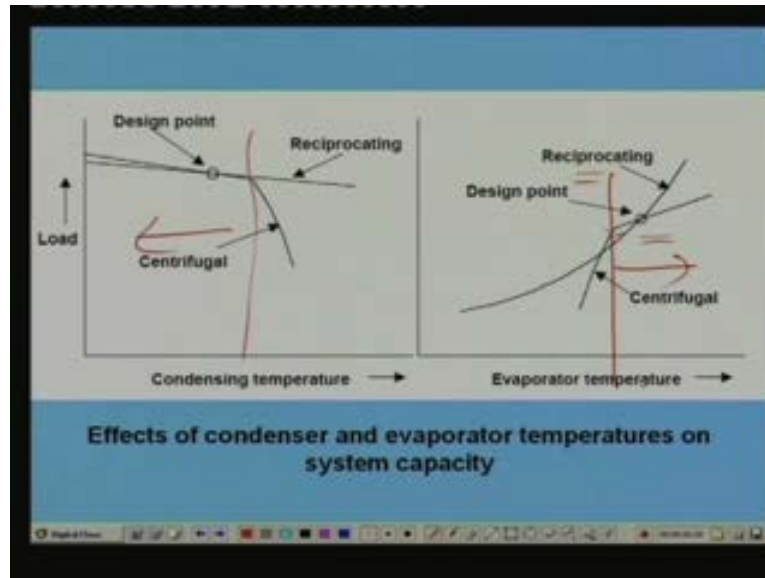 Design point
Reciprocating
Load
Centrifugal
Condensing temperature
Reciprocating
Design point
Centrifugal
Evaporator temperature
Effects of condenser and evaporator temperatures on
system capacity